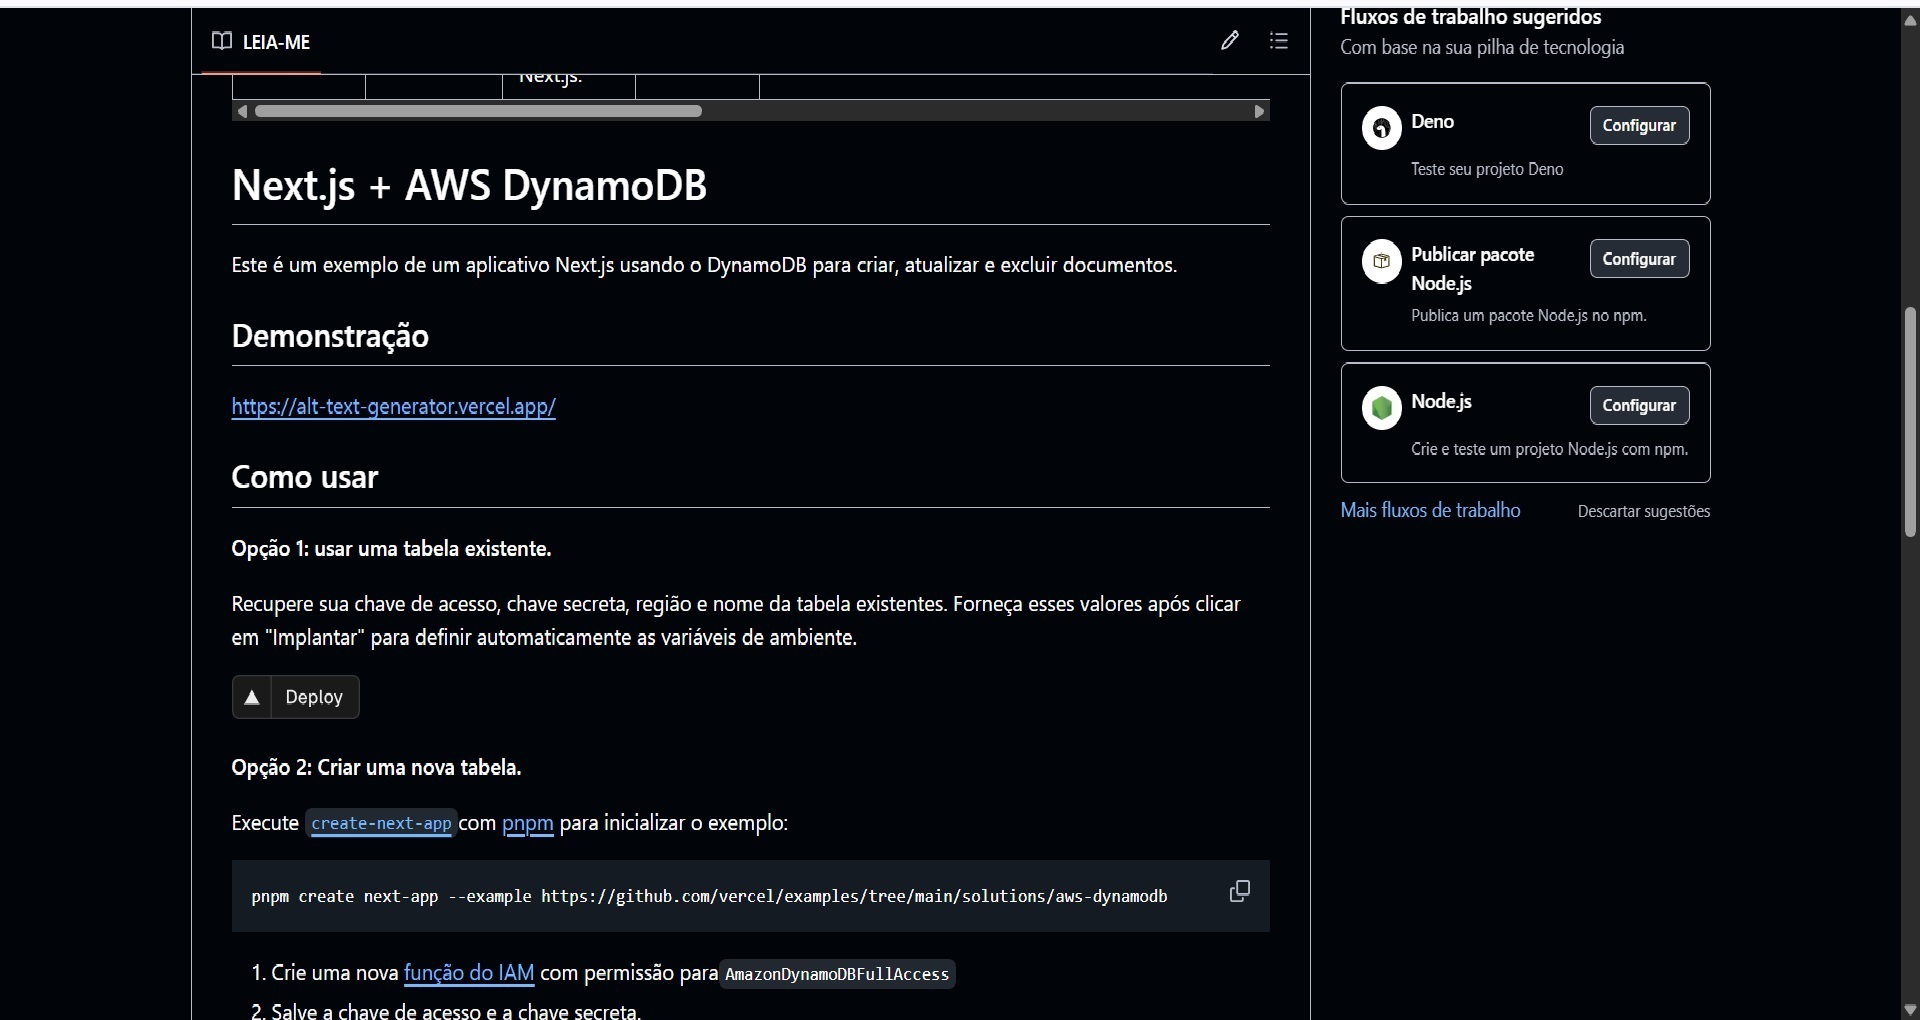 LEIA-ME
Next.js.
Next.js + AWS DynamoDB
Este é um exemplo de um aplicativo Next.js usando o DynamoDB para criar, atualizar e excluir documentos.
Demonstração
https://alt-text-generator.vercel.app/
Como usar
Opção 1: usar uma tabela existente.
Recupere sua chave de acesso, chave secreta, região e nome da tabela existentes. Forneça esses valores após clicar
em "Implantar" para definir automaticamente as variáveis de ambiente.
Deploy
Opção 2: Criar uma nova tabela.
Execute create-next-app com pnpm para inicializar o exemplo:
pnpm create next-app --example https://github.com/vercel/examples/tree/main/solutions/aws-dynamodb
1. Crie uma nova função do IAM com permissão para AmazonDynamoDBFullAccess
2. Salve a chave de acesso e a chave secreta.
Fluxos de trabalho sugeridos
Com base na sua pilha de tecnologia
Deno
Configurar
Teste seu projeto Deno
Publicar pacote
Node.js
Configurar
Publica um pacote Node.js no npm.
Node.js
Configurar
Crie e teste um projeto Node.js com npm.
Mais fluxos de trabalho
Descartar sugestões